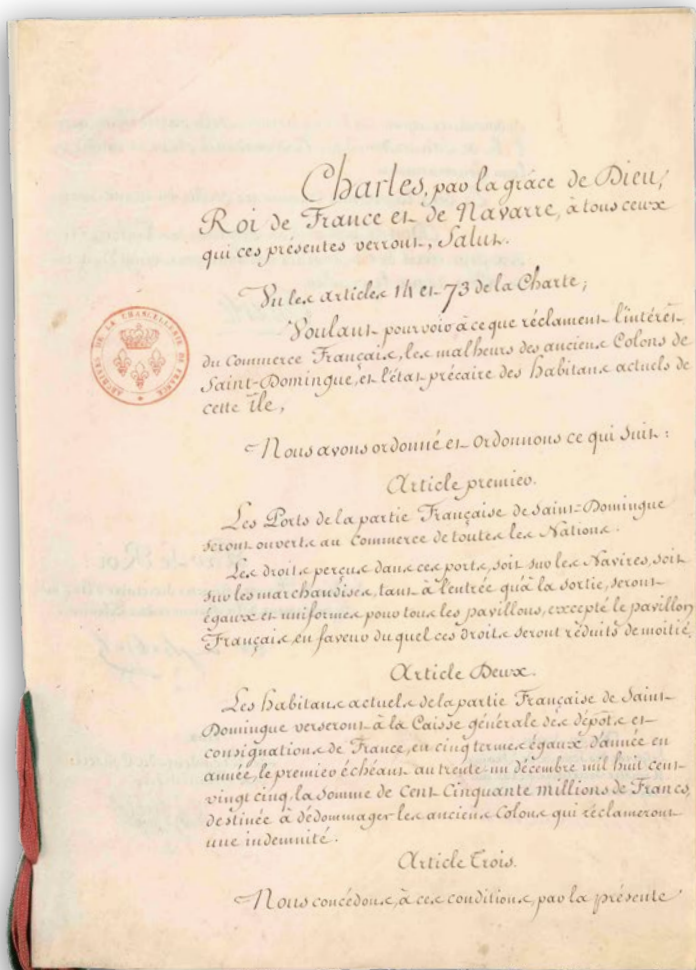 Charles, par la grâce de Dieu,
Roi de France et de Navarre, à tous ceux
qui ces présentes verront, Salut.
Vu les articles 14 et 73 de la Charte;
Voulant pourvoir à ce que réclament l'intérêt
du Commerce Français, les malheurs des anciens Colons de
Saint-Domingue, et l'état précaire des habitans actuels de
cette île,
Nous avons ordonné et ordonnons ce qui suit:
Article premier.
Les Ports de la partie Française de Saint-Domingue
seront ouverts au Commerce de toutes les Nations.
Les droits perçus dans ces ports, soit sur les Navires, soit
sur les marchandises, tant à l'entrée qu'à la sortie, seront
égaux et uniformes pour tous les pavillons, excepté le pavillon
Français, en faveur du quel ces droits seront réduits de moitié.
Article Deux.
Les habitans actuels de la partie Française de Saint-
Domingue verseront à la Caisse générale des dépôts et
consignations de France, en cinq termes égaux d'année en
année, le premier échéant au trente-un décembre mil huit cent
vingt cinq, la somme de Cent Cinquante millions de Francs,
destinée à dédommager les anciens Colons qui réclameront
une indemnité.
Article Trois.
Nous concédons, à ces conditions, par la présente
ARCHIVES DE LA CHANCELLERIE DE FRANCE